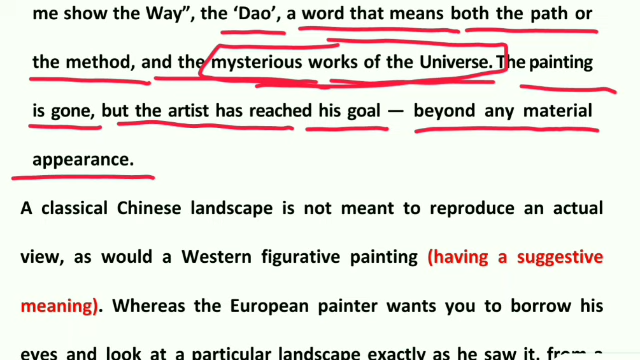 me show the Way”, the ‘Dao’, a word that means both the path or
the method, and the mysterious works of the Universe. The painting
is gone, but the artist has reached his goal — beyond any material
appearance.
A classical Chinese landscape is not meant to reproduce an actual
view, as would a Western figurative painting (having a suggestive
meaning). Whereas the European painter wants you to borrow his
eyes and look at a particular landscape exactly as he saw it, from a